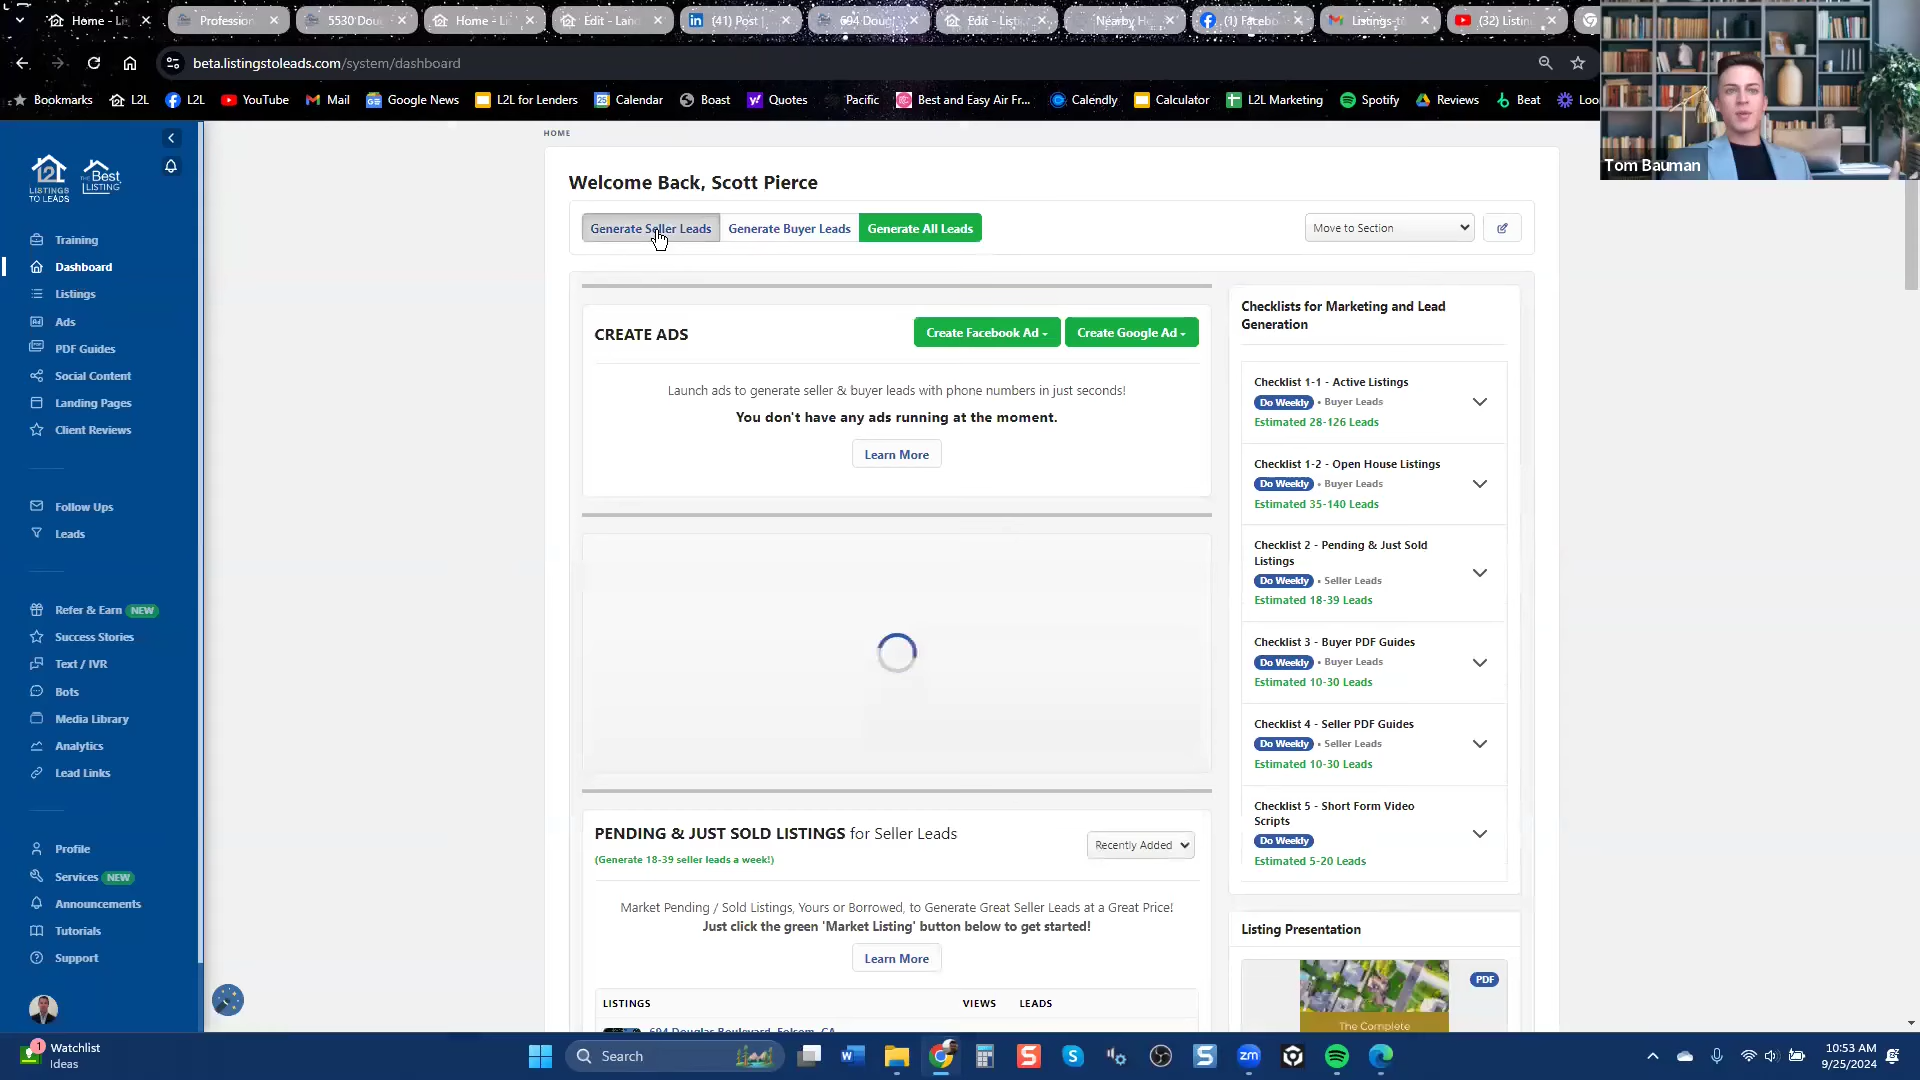 Home - Li
Profession
5530 Dou
Home - Li
Edit - Lan
(41) Post
694 Doug
Edit - Listi
Nearby Ho
(1) Facebo
Listings-to
(32) Listin
beta.listingstoleads.com/system/dashboard
Bookmarks
L2L
L2L
YouTube
Mail
Google News
L2L for Lenders
Calendar
Boast
Quotes
Pacific
Best and Easy Air Fr...
Calendly
Calculator
L2L Marketing
Spotify
Reviews
Beat
Loo
Tom Bauman
L2L
LISTINGS
TO LEADS
THE Best
LISTING
Training
Dashboard
Listings
Ads
PDF Guides
Social Content
Landing Pages
Client Reviews
Follow Ups
Leads
Refer & Earn NEW
Success Stories
Text / IVR
Bots
Media Library
Analytics
Lead Links
Profile
Services NEW
Announcements
Tutorials
Support
HOME
Welcome Back, Scott Pierce
Generate Seller Leads
Generate Buyer Leads
Generate All Leads
Move to Section
CREATE ADS
Create Facebook Ad
Create Google Ad
Launch ads to generate seller & buyer leads with phone numbers in just seconds!
You don't have any ads running at the moment.
Learn More
PENDING & JUST SOLD LISTINGS for Seller Leads
(Generate 18-39 seller leads a week!)
Recently Added
Market Pending / Sold Listings, Yours or Borrowed, to Generate Great Seller Leads at a Great Price!
Just click the green 'Market Listing' button below to get started!
Learn More
LISTINGS VIEWS LEADS
694 Douglas Boulevard, Folsom, CA
Checklists for Marketing and Lead
Generation
Checklist 1-1 - Active Listings
Do Weekly • Buyer Leads
Estimated 28-126 Leads
Checklist 1-2 - Open House Listings
Do Weekly • Buyer Leads
Estimated 35-140 Leads
Checklist 2 - Pending & Just Sold
Listings
Do Weekly • Seller Leads
Estimated 18-39 Leads
Checklist 3 - Buyer PDF Guides
Do Weekly • Buyer Leads
Estimated 10-30 Leads
Checklist 4 - Seller PDF Guides
Do Weekly • Seller Leads
Estimated 10-30 Leads
Checklist 5 - Short Form Video
Scripts
Do Weekly
Estimated 5-20 Leads
Listing Presentation
PDF
The Complete
1
Watchlist
Ideas
Search
10:53 AM
9/25/2024